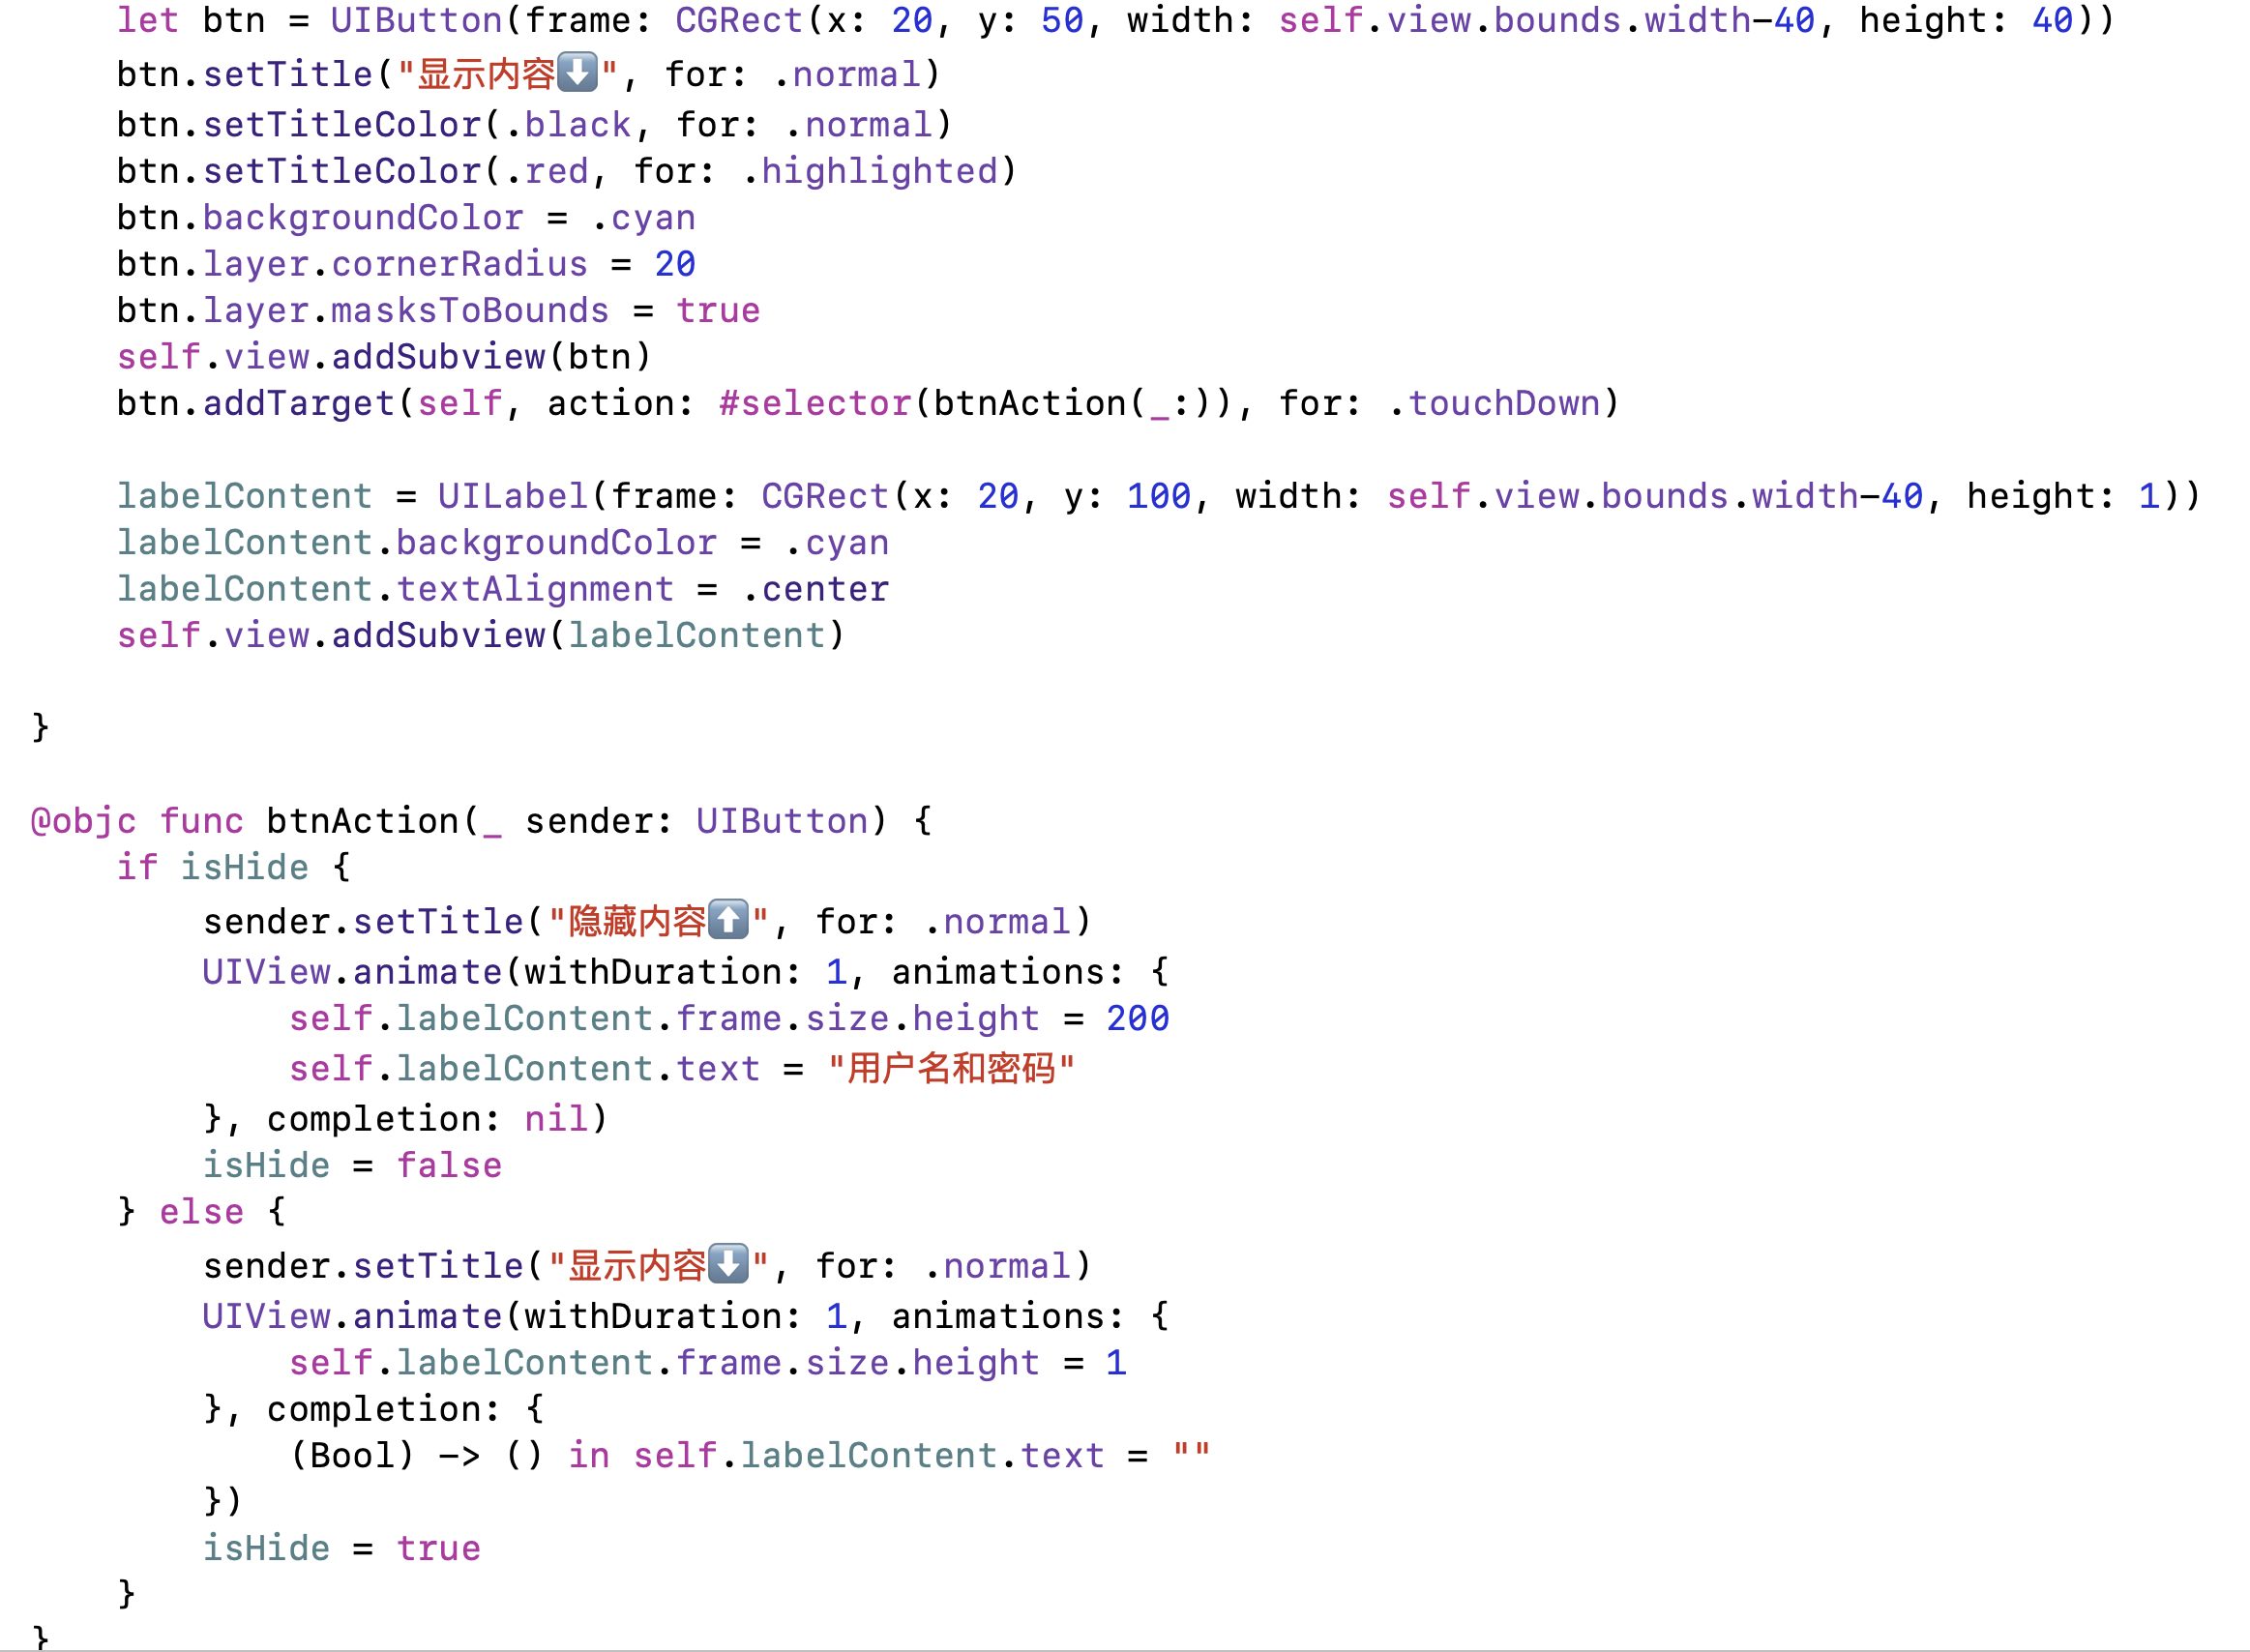 let btn = UIButton(frame: CGRect(x: 20, y: 50, width: self.view.bounds.width-40, height: 40))
btn.setTitle("显示内容⬇️", for: .normal)
btn.setTitleColor(.black, for: .normal)
btn.setTitleColor(.red, for: .highlighted)
btn.backgroundColor = .cyan
btn.layer.cornerRadius = 20
btn.layer.masksToBounds = true
self.view.addSubview(btn)
btn.addTarget(self, action: #selector(btnAction(_:)), for: .touchDown)
labelContent = UILabel(frame: CGRect(x: 20, y: 100, width: self.view.bounds.width-40, height: 1))
labelContent.backgroundColor = .cyan
labelContent.textAlignment = .center
self.view.addSubview(labelContent)
}
@objc func btnAction(_ sender: UIButton) {
if isHide {
sender.setTitle("隐藏内容⬆️", for: .normal)
UIView.animate(withDuration: 1, animations: {
self.labelContent.frame.size.height = 200
self.labelContent.text = "用户名和密码"
}, completion: nil)
isHide = false
} else {
sender.setTitle("显示内容⬇️", for: .normal)
UIView.animate(withDuration: 1, animations: {
self.labelContent.frame.size.height = 1
}, completion: {
(Bool) -> () in self.labelContent.text = ""
})
isHide = true
}
}